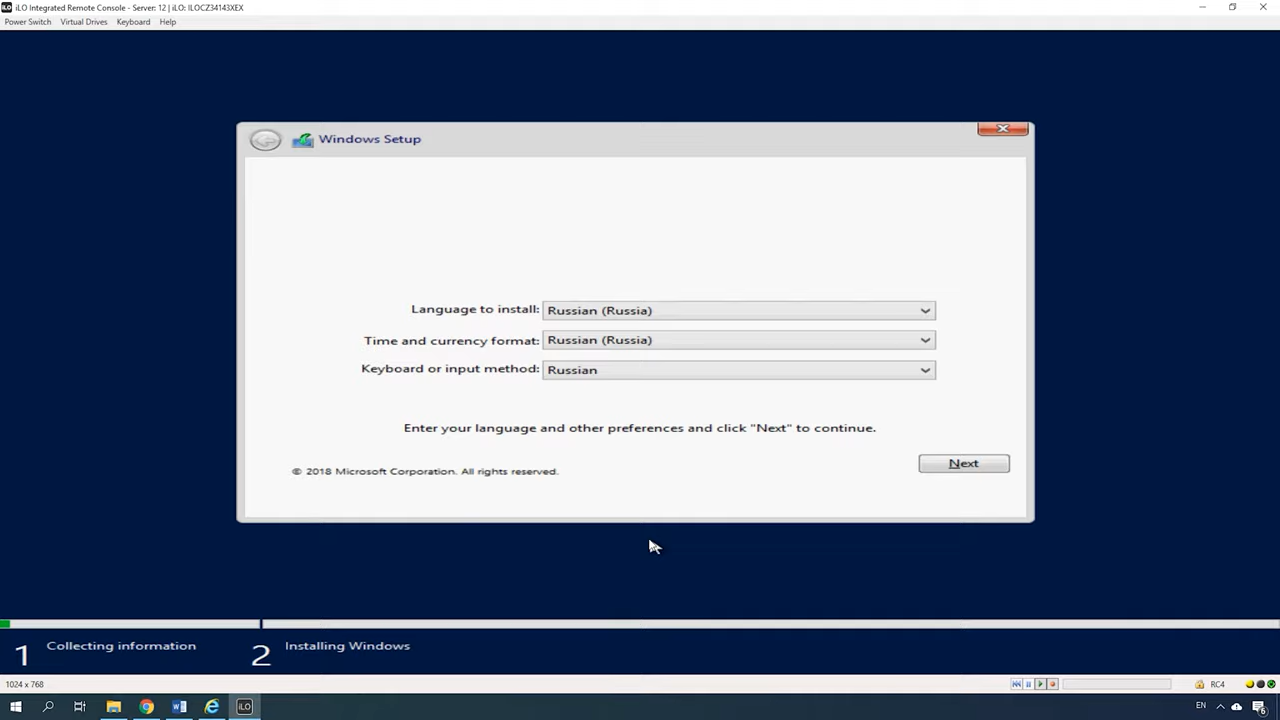 iLO Integrated Remote Console - Server: 12 | iLO: ILOCZ34143XEX
Power Switch Virtual Drives Keyboard Help
Windows Setup
Language to install: Russian (Russia)
Time and currency format: Russian (Russia)
Keyboard or input method: Russian
Enter your language and other preferences and click "Next" to continue.
© 2018 Microsoft Corporation. All rights reserved.
Next
1 Collecting information 2 Installing Windows
1024 x 768 RC4
iLO EN 6